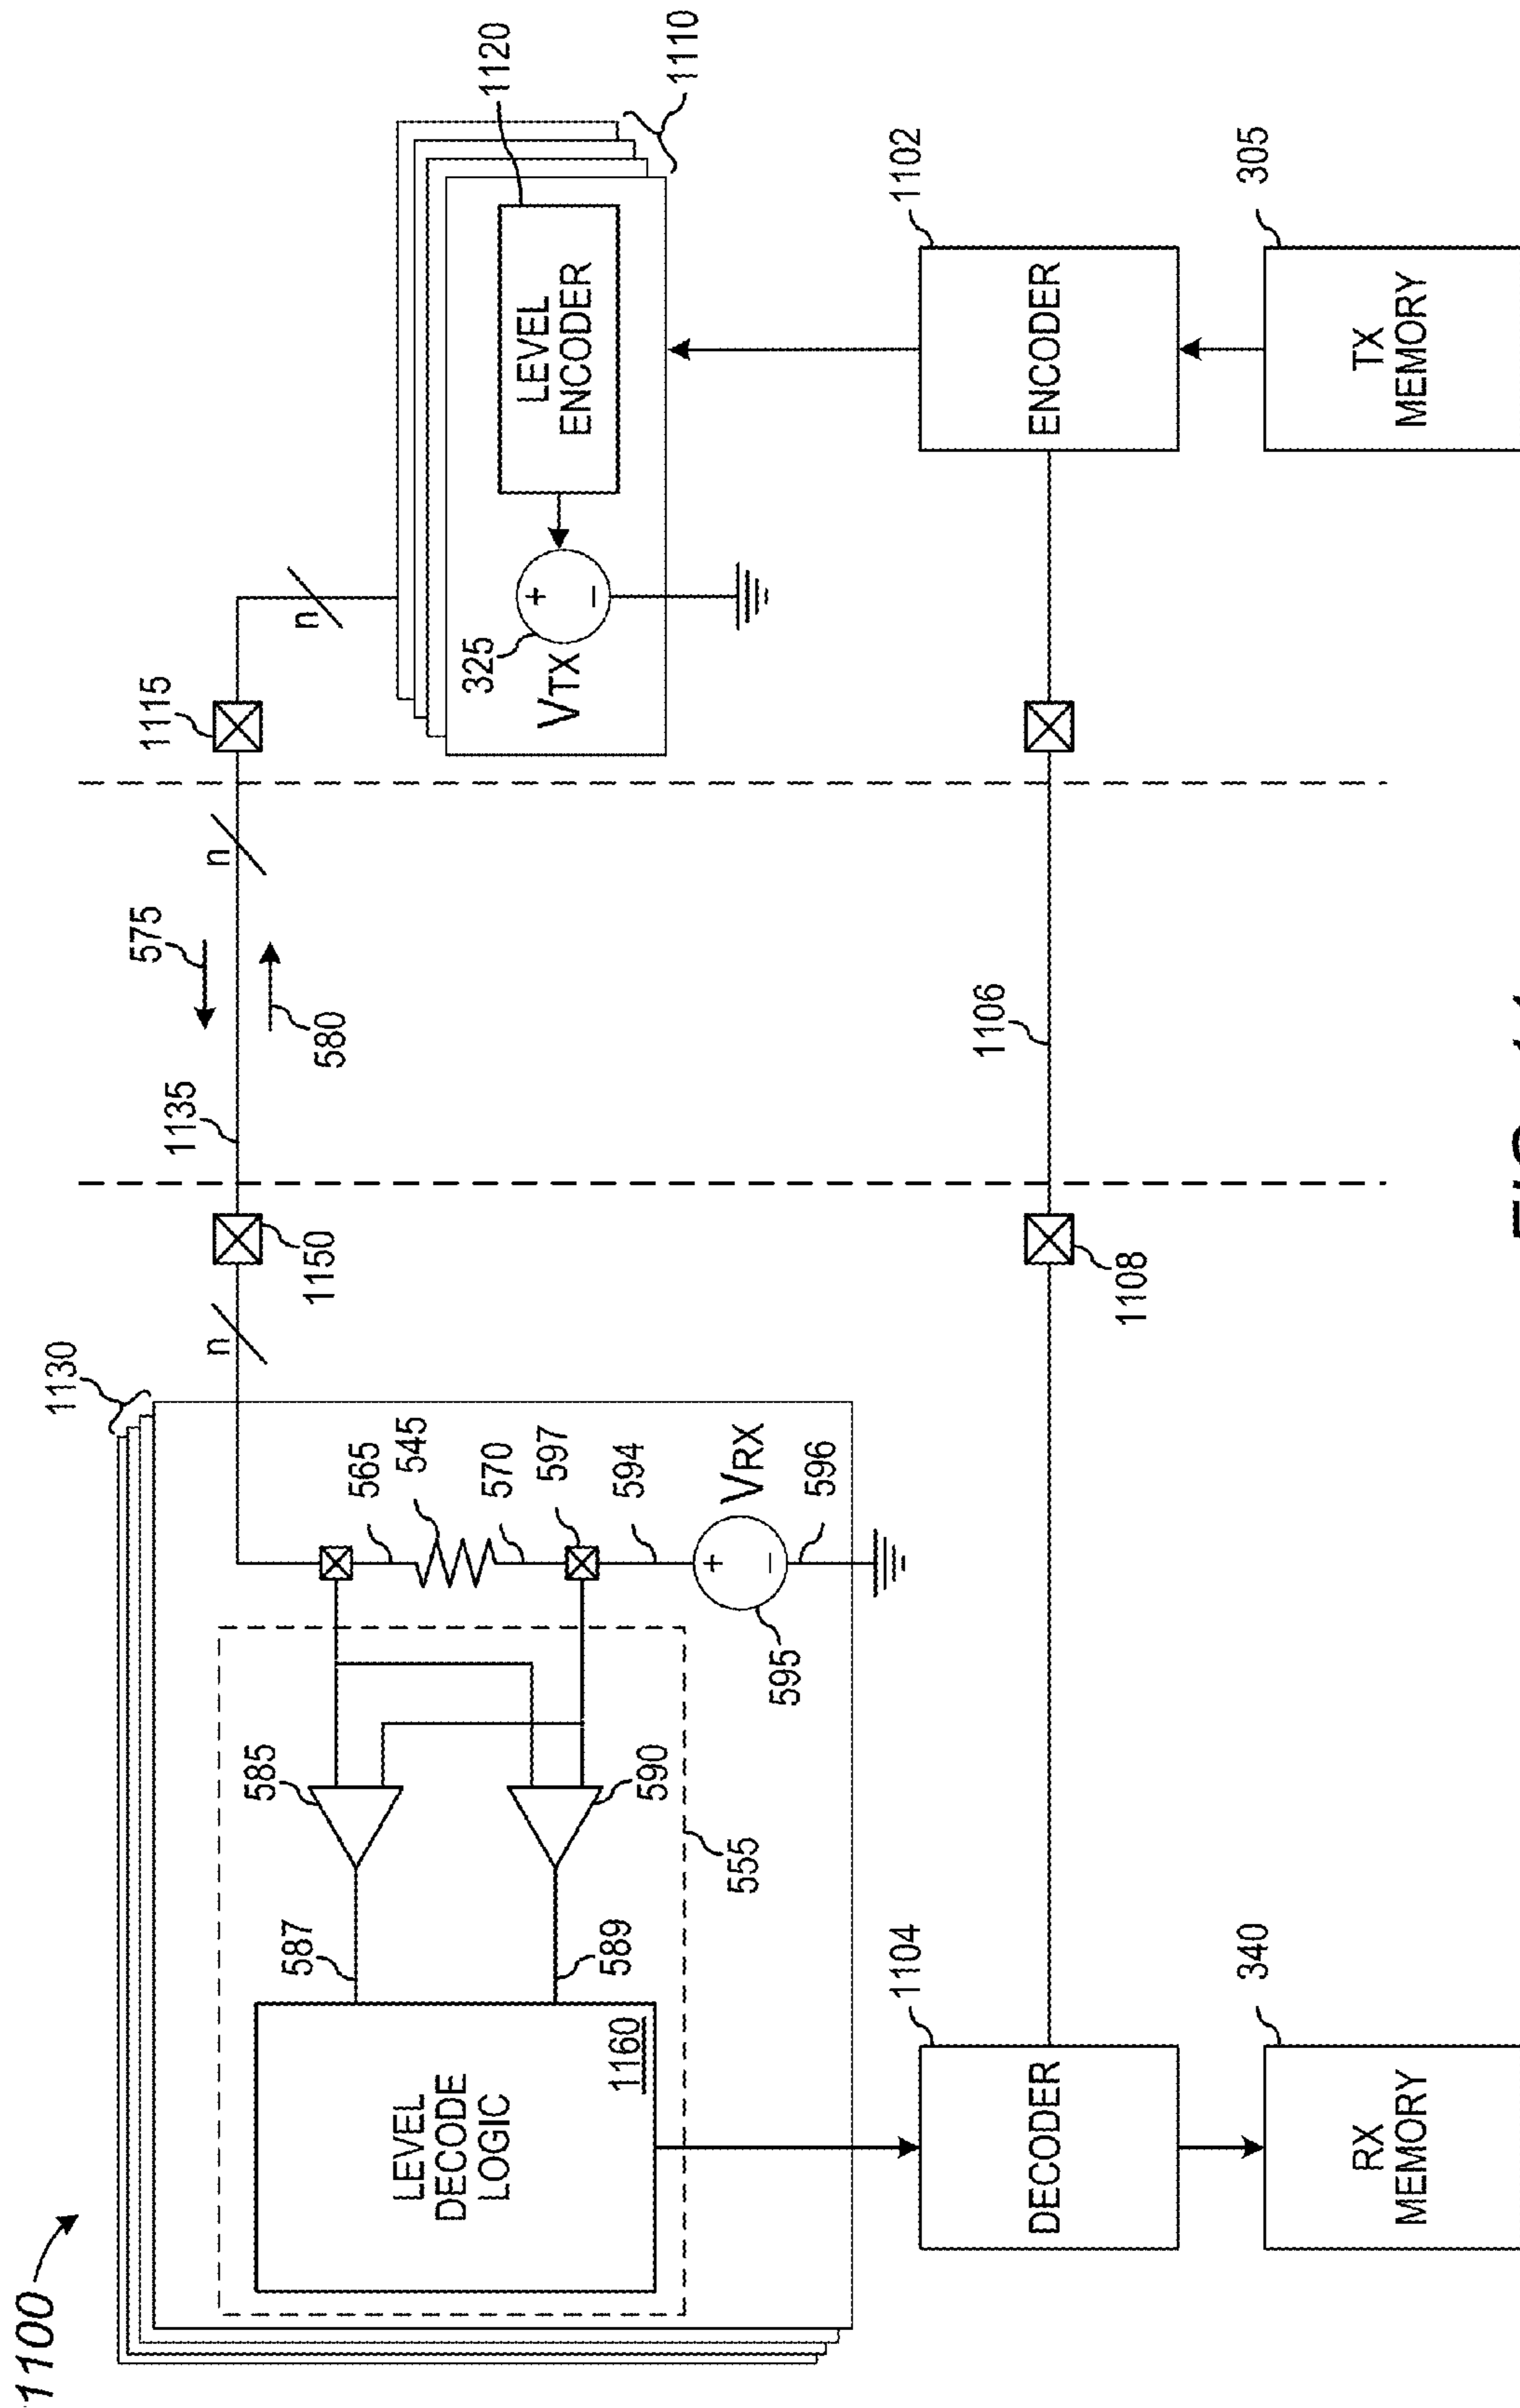 1100
1130
n
1150
1135
575
580
n
1115
n
1110
1120
LEVEL
ENCODER
325
+
−
VTX
565
545
570
597
594
VRX
+
−
596
595
585
590
555
587
589
LEVEL
DECODE
LOGIC
1160
1108
1106
1104
DECODER
1102
ENCODER
340
RX
MEMORY
305
TX
MEMORY